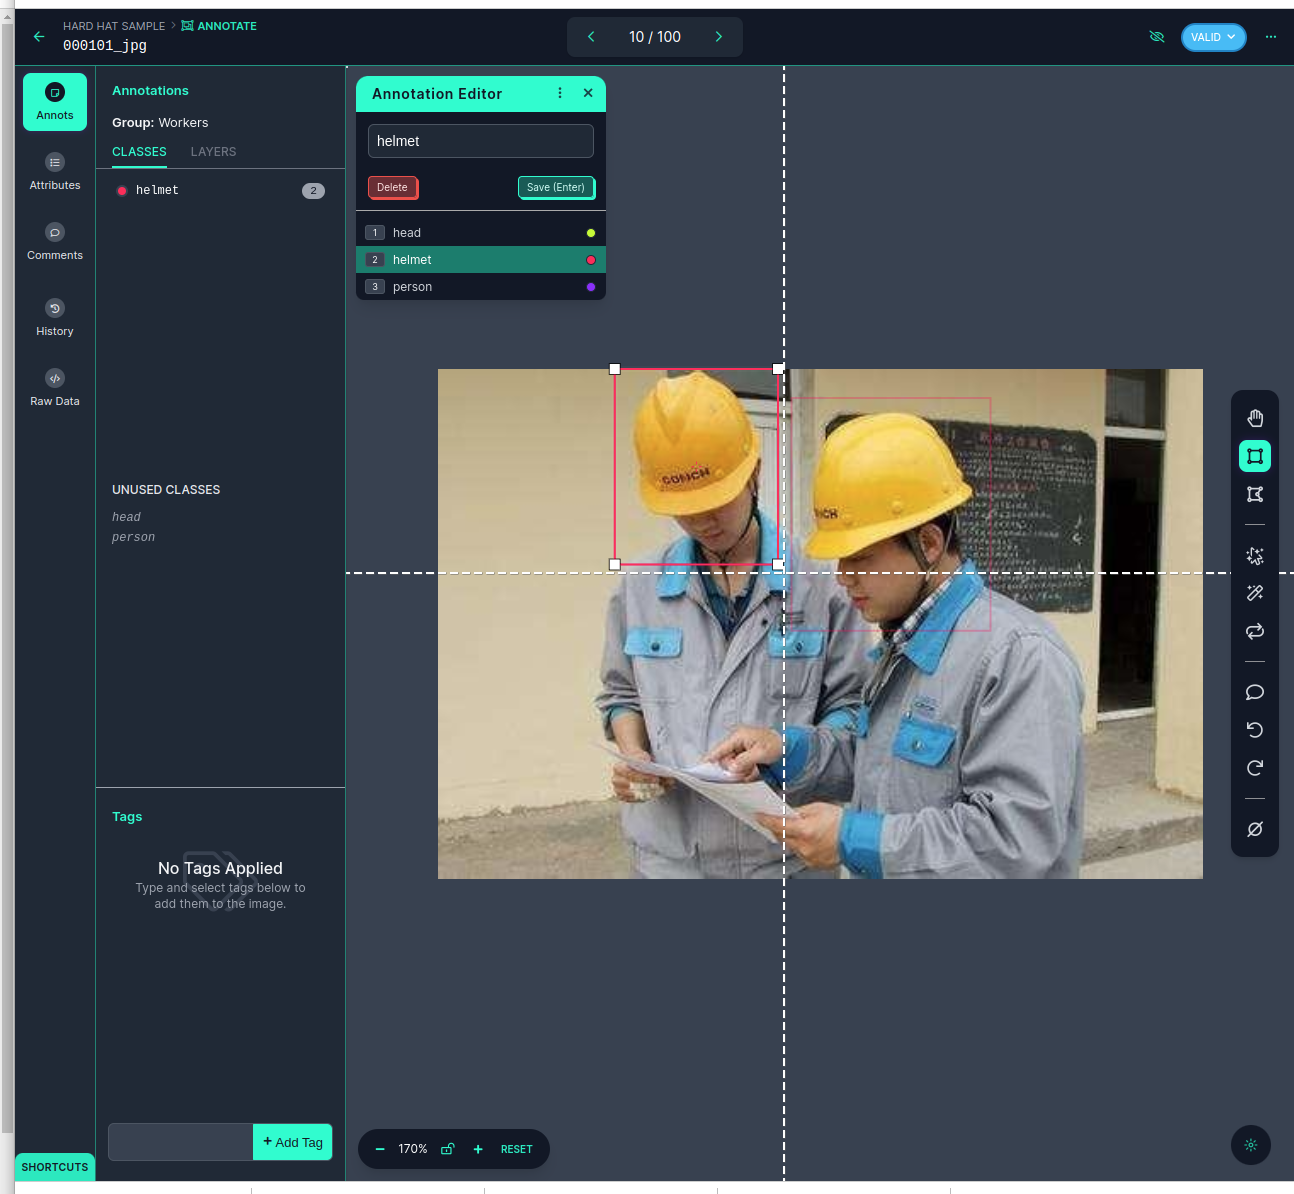 HARD HAT SAMPLE > ANNOTATE
000101_jpg
10 / 100
VALID
Annots
Attributes
Comments
History
Raw Data
SHORTCUTS
Annotations
Group: Workers
CLASSES LAYERS
helmet 2
UNUSED CLASSES
head
person
Tags
No Tags Applied
Type and select tags below to
add them to the image.
+ Add Tag
Annotation Editor
helmet
Delete Save (Enter)
1 head
2 helmet
3 person
CONCH
NCH
− 170% + RESET